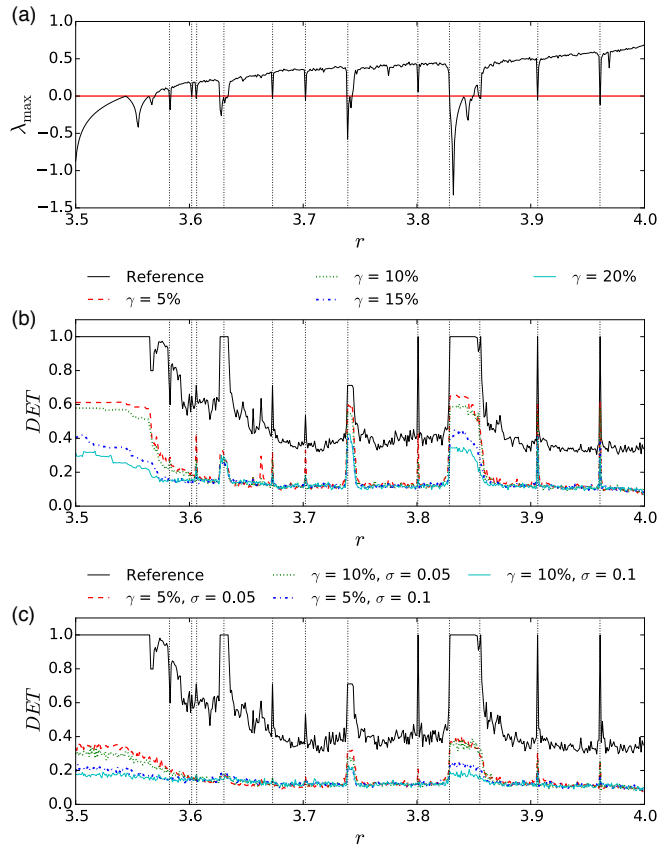 (a)
1.0
0.5
0.0
−0.5
−1.0
−1.5
λmax
3.5 3.6 3.7 3.8 3.9 4.0
r
Reference γ = 10% γ = 20%
γ = 5% γ = 15%
(b)
1.0
0.8
0.6
0.4
0.2
0.0
DET
3.5 3.6 3.7 3.8 3.9 4.0
r
Reference γ = 10%, σ = 0.05 γ = 10%, σ = 0.1
γ = 5%, σ = 0.05 γ = 5%, σ = 0.1
(c)
1.0
0.8
0.6
0.4
0.2
0.0
DET
3.5 3.6 3.7 3.8 3.9 4.0
r